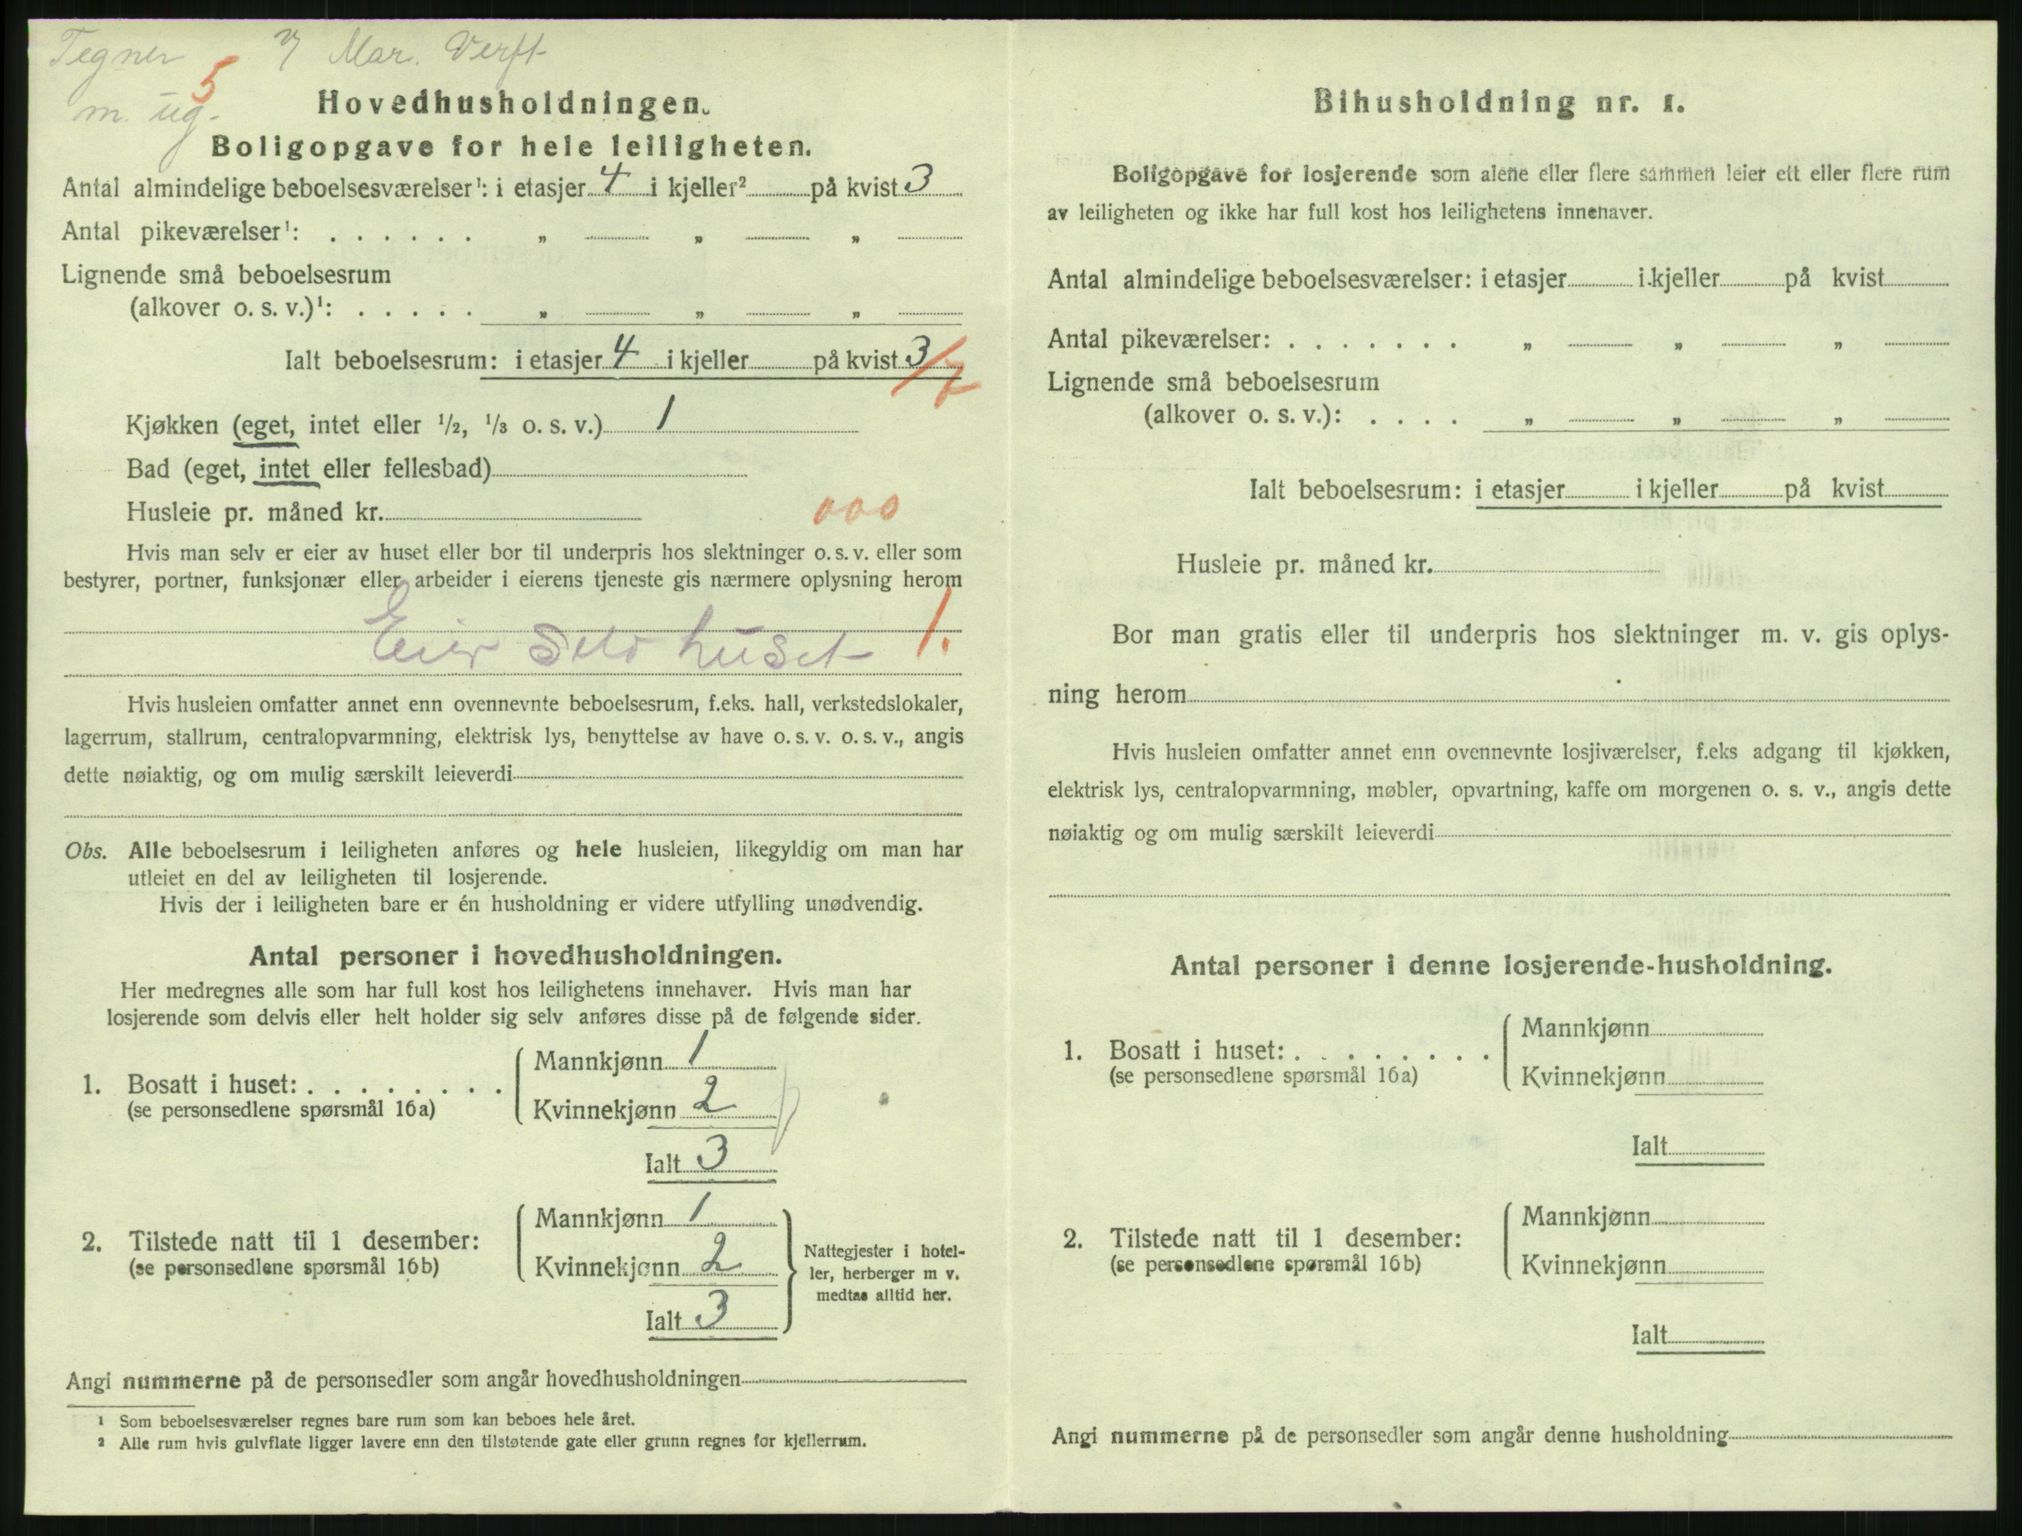 Tegner v/ Mar. Verft
m. ug. 5
Hovedhusholdningen.
Boligopgave for hele leiligheten.
Antal almindelige beboelsesværelser¹: i etasjer 4 i kjeller² på kvist 3
Antal pikeværelser¹: . . . . . . „ „ „
Lignende små beboelsesrum
(alkover o. s. v.)¹: . . . . . „ „ „
Ialt beboelsesrum: i etasjer 4 i kjeller på kvist 3 /7
Kjøkken (eget, intet eller ½, ⅓ o. s. v.) 1
Bad (eget, intet eller fellesbad)
Husleie pr. måned kr. 000
Hvis man selv er eier av huset eller bor til underpris hos slektninger o. s. v. eller som
bestyrer, portner, funksjonær eller arbeider i eierens tjeneste gis nærmere oplysning herom
Eier selv huset 1.
Hvis husleien omfatter annet enn ovennevnte beboelsesrum, f.eks. hall, verkstedslokaler,
lagerrum, stallrum, centralopvarmning, elektrisk lys, benyttelse av have o. s. v. o. s. v., angis
dette nøiaktig, og om mulig særskilt leieverdi
Obs. Alle beboelsesrum i leiligheten anføres og hele husleien, likegyldig om man har
utleiet en del av leiligheten til losjerende.
Hvis der i leiligheten bare er én husholdning er videre utfylling unødvendig.
Antal personer i hovedhusholdningen.
Her medregnes alle som har full kost hos leilighetens innehaver. Hvis man har
losjerende som delvis eller helt holder sig selv anføres disse på de følgende sider.
Mannkjønn 1
1. Bosatt i huset: . . . . . . . .
(se personsedlene spørsmål 16a)
Kvinnekjønn 2
Ialt 3
Mannkjønn 1
2. Tilstede natt til 1 desember:
(se personsedlene spørsmål 16b)
Kvinnekjønn 2
Ialt 3
Nattegjester i hotel-
ler, herberger m v.
medtas alltid her.
Angi nummerne på de personsedler som angår hovedhusholdningen
¹ Som beboelsesværelser regnes bare rum som kan beboes hele året.
² Alle rum hvis gulvflate ligger lavere enn den tilstøtende gate eller grunn regnes for kjellerrum.
Bihusholdning nr. 1.
Boligopgave for losjerende som alene eller flere sammen leier ett eller flere rum
av leiligheten og ikke har full kost hos leilighetens innehaver.
Antal almindelige beboelsesværelser: i etasjer i kjeller på kvist
Antal pikeværelser: . . . . . . . „ „ „
Lignende små beboelsesrum
(alkover o. s. v.): . . . . „ „ „
Ialt beboelsesrum: i etasjer i kjeller på kvist
Husleie pr. måned kr.
Bor man gratis eller til underpris hos slektninger m. v. gis oplys-
ning herom
Hvis husleien omfatter annet enn ovennevnte losjiværelser, f.eks adgang til kjøkken,
elektrisk lys, centralopvarmning, møbler, opvartning, kaffe om morgenen o. s. v., angis dette
nøiaktig og om mulig særskilt leieverdi
Antal personer i denne losjerende-husholdning.
Mannkjønn
1. Bosatt i huset: . . . . . . . .
(se personsedlene spørsmål 16a)
Kvinnekjønn
Ialt
Mannkjønn
2. Tilstede natt til 1 desember:
(se personsedlene spørsmål 16b)
Kvinnekjønn
Ialt
Angi nummerne på de personsedler som angår denne husholdning